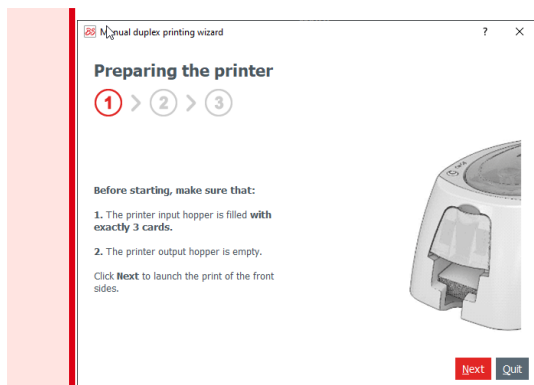 Manual duplex printing wizard ? ×
Preparing the printer
1 > 2 > 3
Before starting, make sure that:
1. The printer input hopper is filled with
exactly 3 cards.
2. The printer output hopper is empty.
Click Next to launch the print of the front
sides.
Next Quit